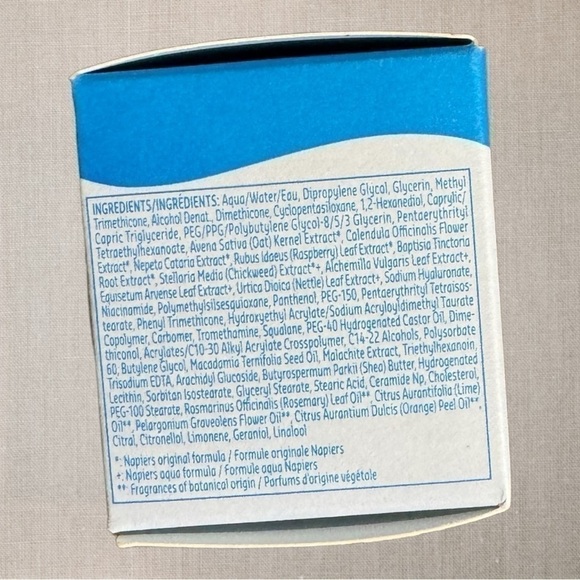 INGREDIENTS/INGRÉDIENTS: Aqua/Water/Eau, Dipropylene Glycol, Glycerin, Methyl
Trimethicone, Alcohol Denat., Dimethicone, Cyclopentasiloxane, 1,2-Hexanediol, Caprylic/
Capric Triglyceride, PEG/PPG/Polybutylene Glycol-8/5/3 Glycerin, Pentaerythrityl
Tetraethylhexanoate, Avena Sativa (Oat) Kernel Extract*, Calendula Officinalis Flower
Extract*, Nepeta Cataria Extract*, Rubus Idaeus (Raspberry) Leaf Extract*, Baptisia Tinctoria
Root Extract*, Stellaria Media (Chickweed) Extract*+, Alchemilla Vulgaris Leaf Extract+,
Equisetum Arvense Leaf Extract+, Urtica Dioica (Nettle) Leaf Extract+, Sodium Hyaluronate,
Niacinamide, Polymethylsilsesquioxane, Panthenol, PEG-150, Pentaerythrityl Tetraisos-
tearate, Phenyl Trimethicone, Hydroxyethyl Acrylate/Sodium Acryloyldimethyl Taurate
Copolymer, Carbomer, Tromethamine, Squalane, PEG-40 Hydrogenated Castor Oil, Dime-
thiconol, Acrylates/C10-30 Alkyl Acrylate Crosspolymer, C14-22 Alcohols, Polysorbate
60, Butylene Glycol, Macadamia Ternifolia Seed Oil, Malachite Extract, Triethylhexanoin,
Trisodium EDTA, Arachidyl Glucoside, Butyrospermum Parkii (Shea) Butter, Hydrogenated
Lecithin, Sorbitan Isostearate, Glyceryl Stearate, Stearic Acid, Ceramide Np, Cholesterol,
PEG-100 Stearate, Rosmarinus Officinalis (Rosemary) Leaf Oil**, Citrus Aurantifolia (Lime)
Oil**, Pelargonium Graveolens Flower Oil**, Citrus Aurantium Dulcis (Orange) Peel Oil**,
Citral, Citronellol, Limonene, Geraniol, Linalool
*: Napiers original formula / Formule originale Napiers
+: Napiers aqua formula / Formule aqua Napiers
**: Fragrances of botanical origin / Parfums d'origine végétale